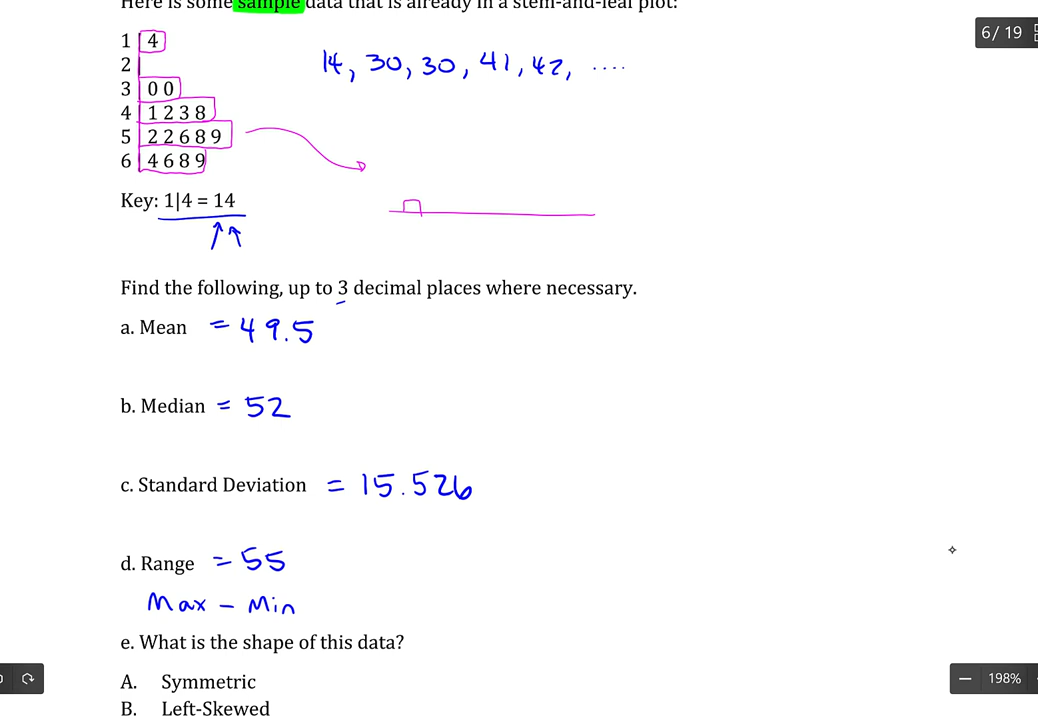 Here is some sample data that is already in a stem-and-leaf plot:
6 / 19
1 | 4
14, 30, 30, 41, 42, ....
2 |
3 | 0 0
4 | 1 2 3 8
5 | 2 2 6 8 9
6 | 4 6 8 9
Key: 1|4 = 14
Find the following, up to 3 decimal places where necessary.
a. Mean = 49.5
b. Median = 52
c. Standard Deviation = 15.526
d. Range = 55
Max - Min
e. What is the shape of this data?
A. Symmetric
198%
B. Left-Skewed